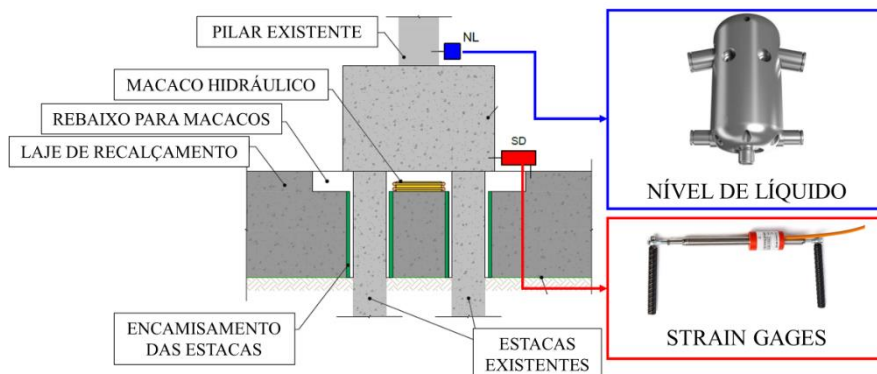 PILAR EXISTENTE
NL
MACACO HIDRÁULICO
REBAIXO PARA MACACOS
LAJE DE RECALÇAMENTO
SD
NÍVEL DE LÍQUIDO
ENCAMISAMENTO
DAS ESTACAS
ESTACAS
EXISTENTES
STRAIN GAGES